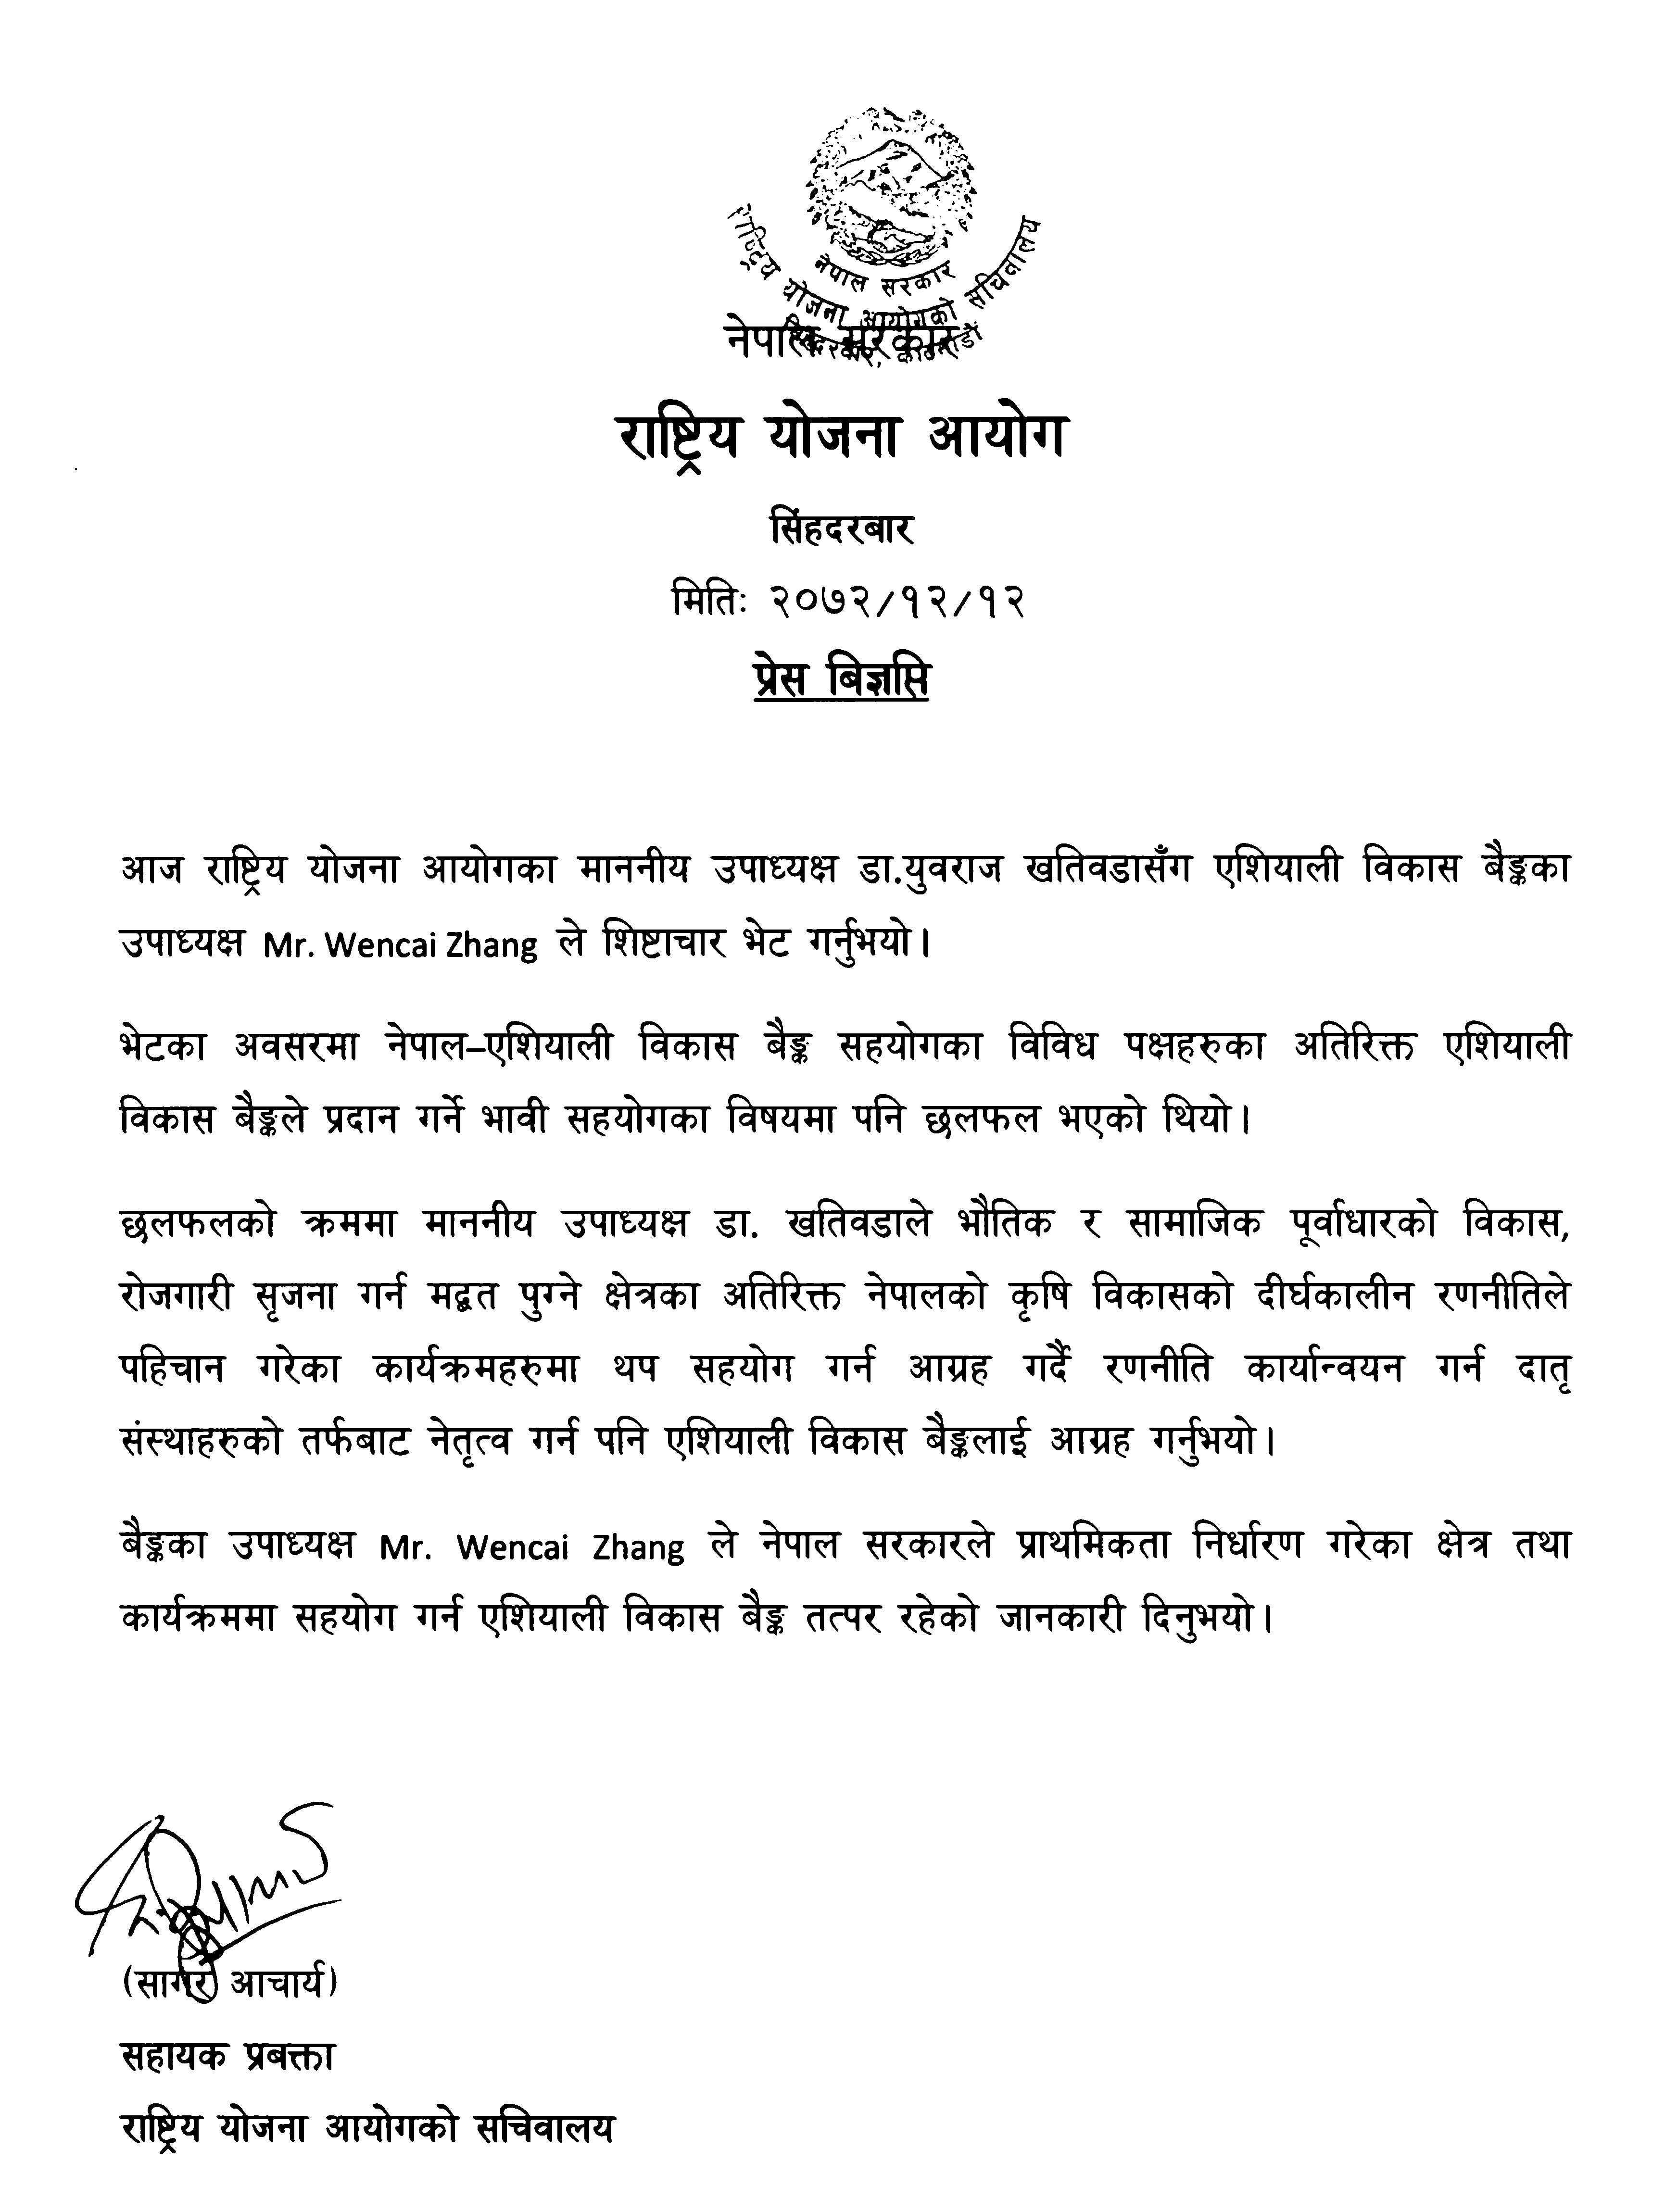 नेपाल सरकार
राष्ट्रिय योजना आयोगको सचिवालय
सिंहदरबार, काठमाडौं
नेपाल सरकार
राष्ट्रिय योजना आयोग
सिंहदरबार
मितिः २०७२/१२/१२
प्रेस बिज्ञप्ति
आज राष्ट्रिय योजना आयोगका माननीय उपाध्यक्ष डा.युवराज खतिवडासँग एशियाली विकास बैङ्कका
उपाध्यक्ष Mr. Wencai Zhang ले शिष्टाचार भेट गर्नुभयो।
भेटका अवसरमा नेपाल–एशियाली विकास बैङ्क सहयोगका विविध पक्षहरुका अतिरिक्त एशियाली
विकास बैङ्कले प्रदान गर्ने भावी सहयोगका विषयमा पनि छलफल भएको थियो।
छलफलको क्रममा माननीय उपाध्यक्ष डा. खतिवडाले भौतिक र सामाजिक पूर्वाधारको विकास,
रोजगारी सृजना गर्न मद्बत पुग्ने क्षेत्रका अतिरिक्त नेपालको कृषि विकासको दीर्घकालीन रणनीतिले
पहिचान गरेका कार्यक्रमहरुमा थप सहयोग गर्न आग्रह गर्दै रणनीति कार्यान्वयन गर्न दातृ
संस्थाहरुको तर्फबाट नेतृत्व गर्न पनि एशियाली विकास बैङ्कलाई आग्रह गर्नुभयो।
बैङ्कका उपाध्यक्ष Mr. Wencai Zhang ले नेपाल सरकारले प्राथमिकता निर्धारण गरेका क्षेत्र तथा
कार्यक्रममा सहयोग गर्न एशियाली विकास बैङ्क तत्पर रहेको जानकारी दिनुभयो।
(सागर आचार्य)
सहायक प्रबक्ता
राष्ट्रिय योजना आयोगको सचिवालय